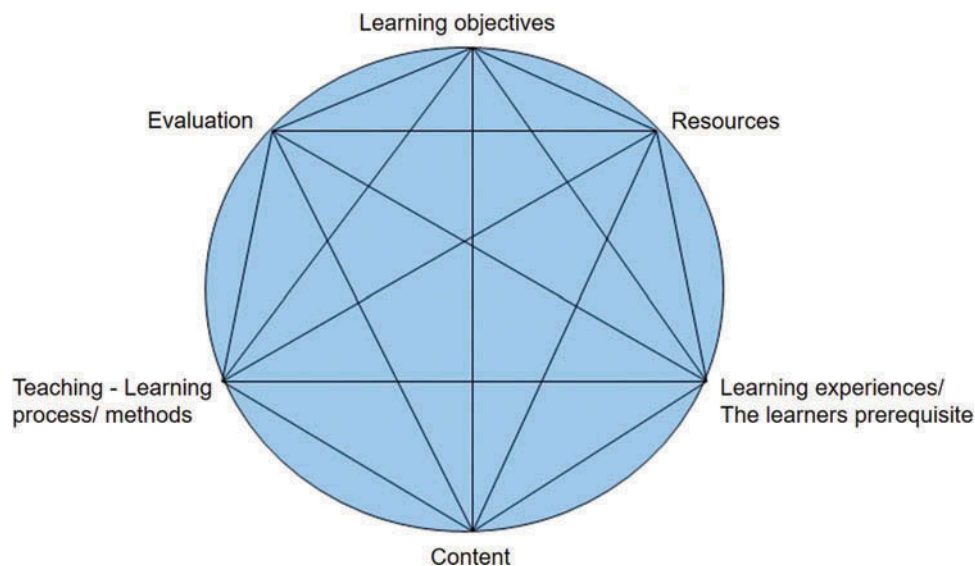 Learning objectives
Evaluation
Resources
Teaching - Learning
process/ methods
Learning experiences/
The learners prerequisite
Content